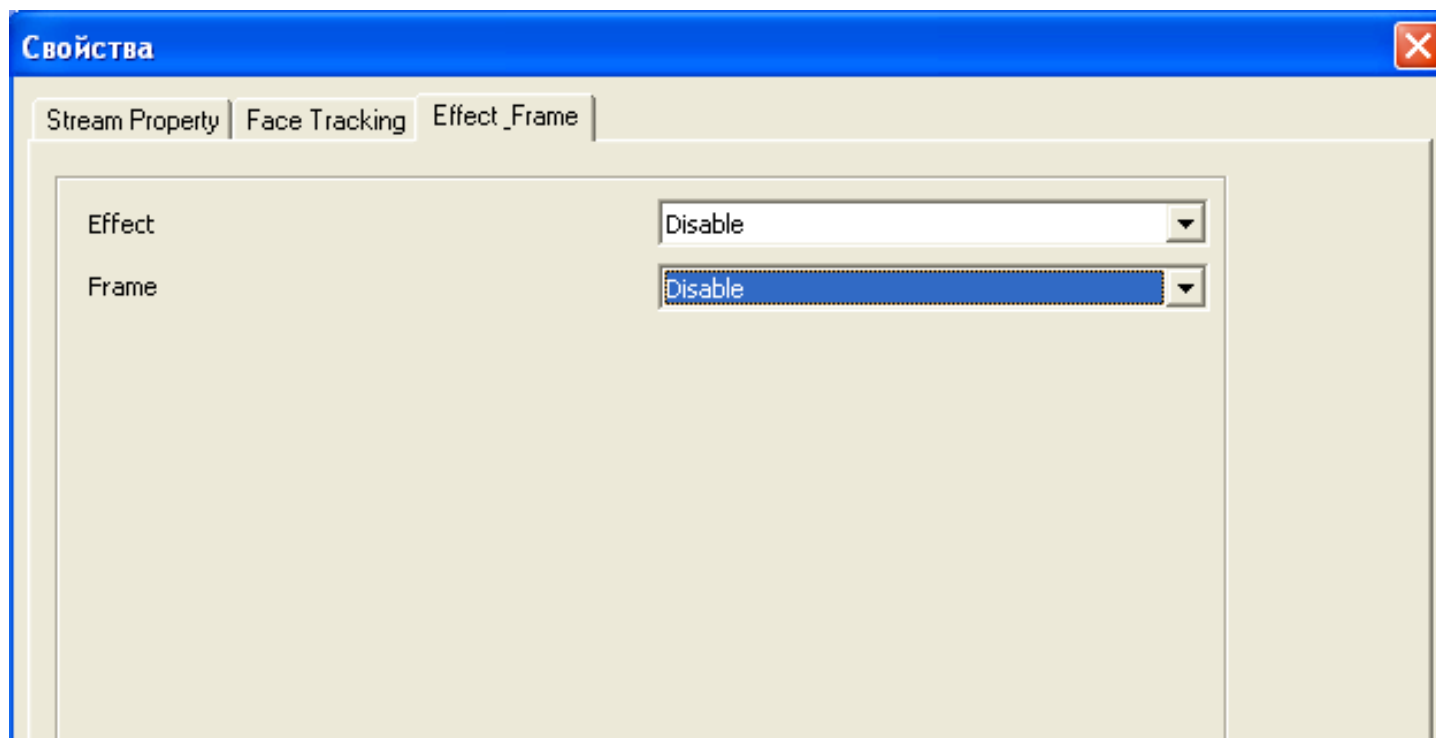 Свойства
Stream Property Face Tracking Effect_Frame
Effect Disable
Frame Disable